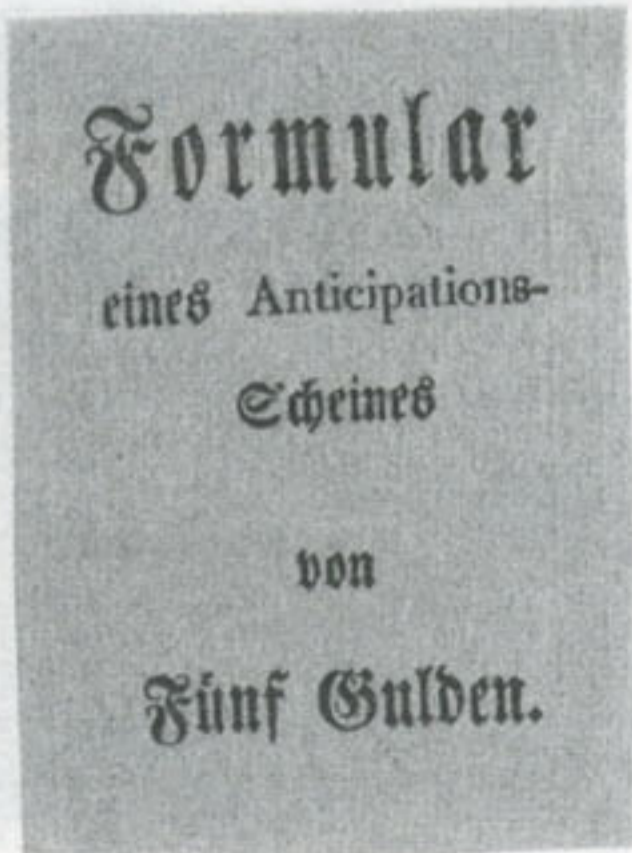 Formular
eines Anticipations-
Scheines
von
Fünf Gulden.